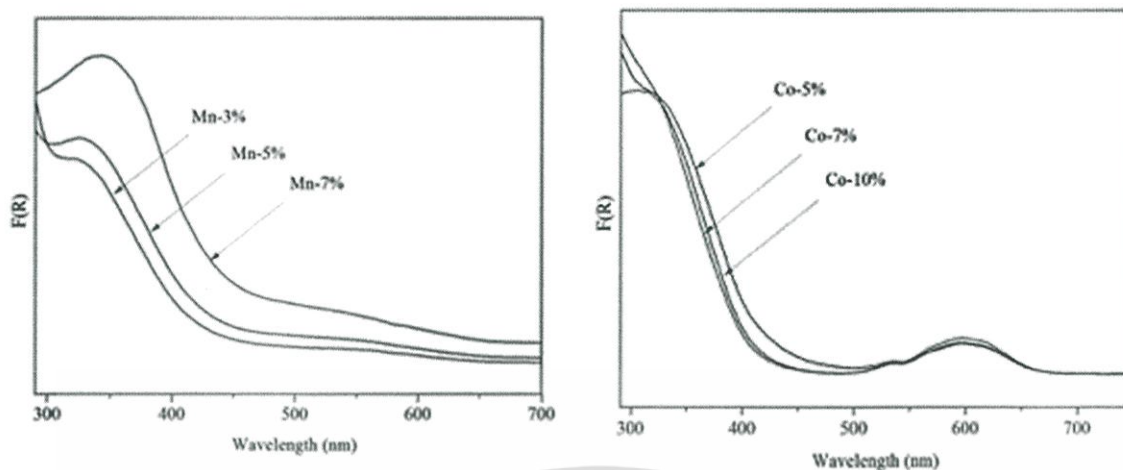 F(R)
Mn-3%
Mn-5%
Mn-7%
300 400 500 600 700
Wavelength (nm)
F(R)
Co-5%
Co-7%
Co-10%
300 400 500 600 700
Wavelength (nm)